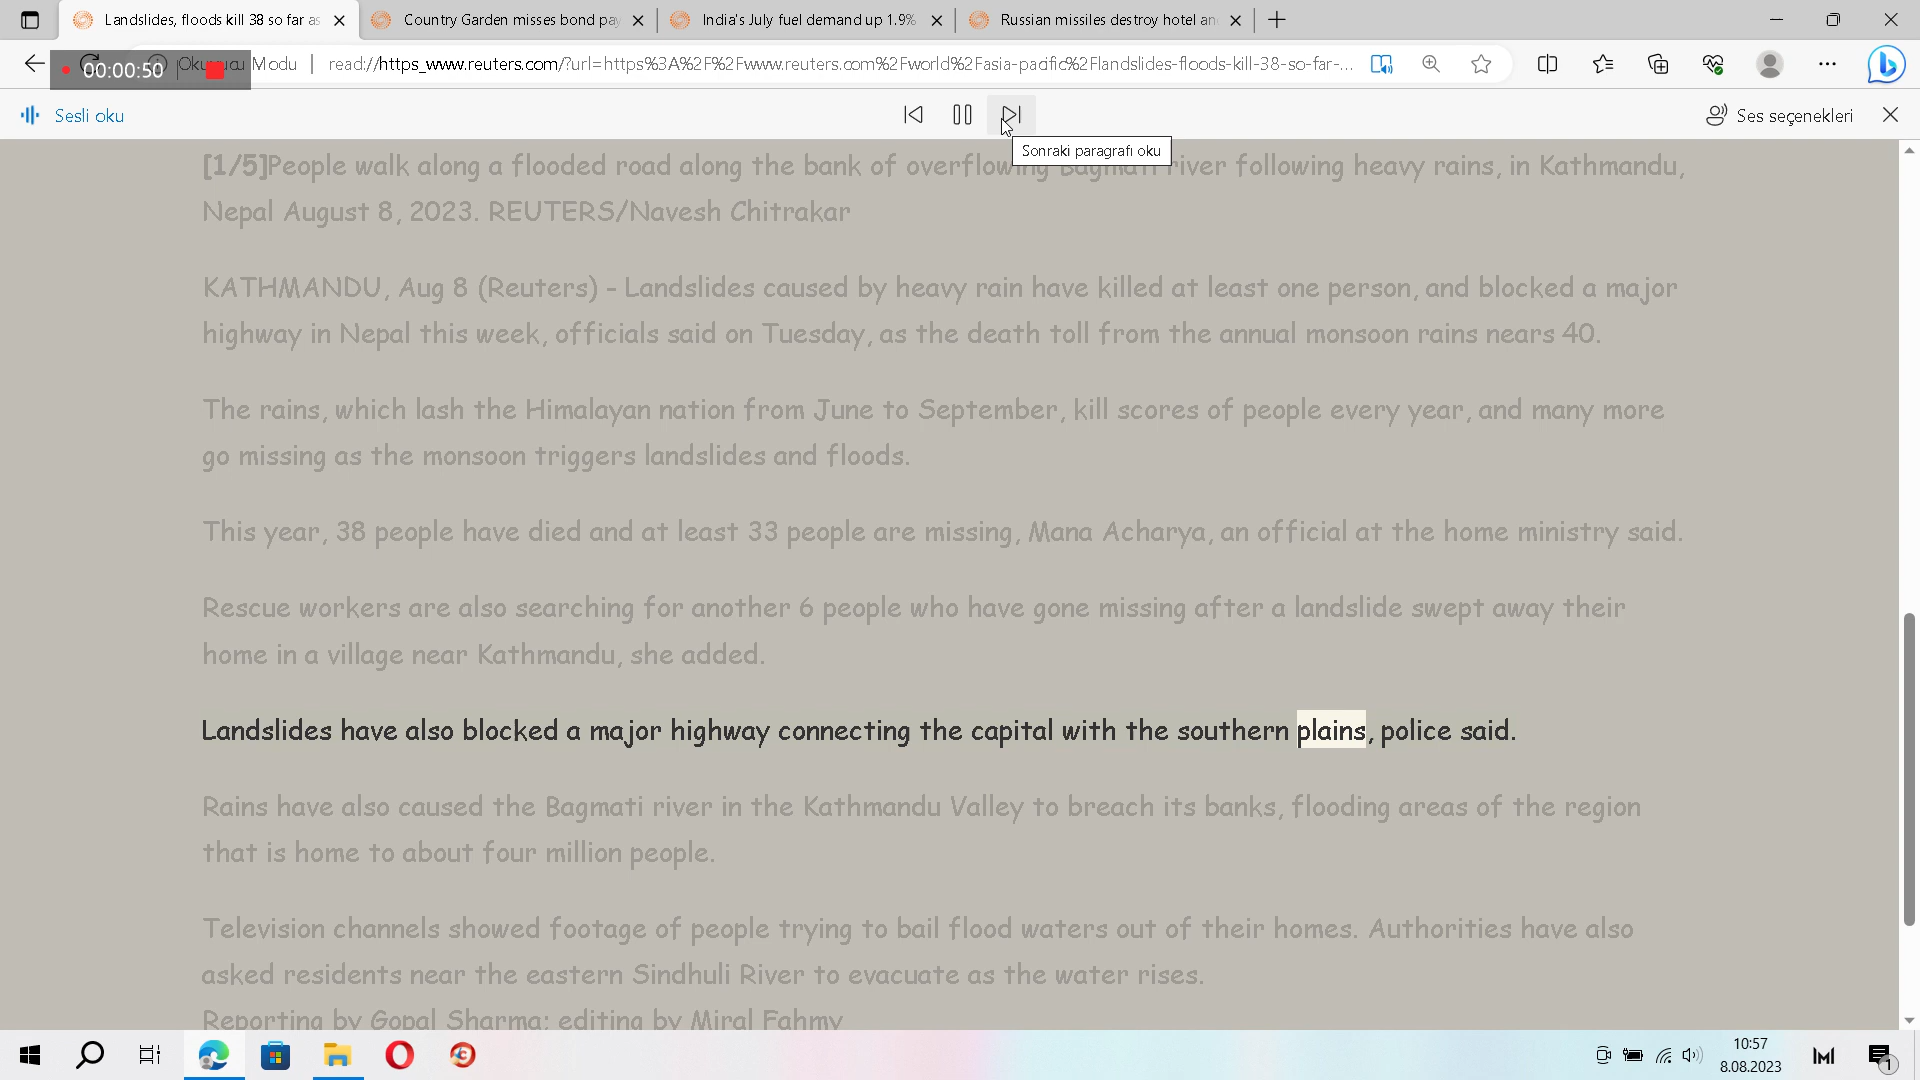 Landslides, floods kill 38 so far as
Country Garden misses bond pay
India's July fuel demand up 1.9%
Russian missiles destroy hotel an
00:00:50
Modu
read://https_www.reuters.com/?url=https%3A%2F%2Fwww.reuters.com%2Fworld%2Fasia-pacific%2Flandslides-floods-kill-38-so-far-...
Sesli oku
Ses seçenekleri
Sonraki paragrafı oku
[1/5]People walk along a flooded road along the bank of overflowing Bagmati river following heavy rains, in Kathmandu,
Nepal August 8, 2023. REUTERS/Navesh Chitrakar
KATHMANDU, Aug 8 (Reuters) - Landslides caused by heavy rain have killed at least one person, and blocked a major
highway in Nepal this week, officials said on Tuesday, as the death toll from the annual monsoon rains nears 40.
The rains, which lash the Himalayan nation from June to September, kill scores of people every year, and many more
go missing as the monsoon triggers landslides and floods.
This year, 38 people have died and at least 33 people are missing, Mana Acharya, an official at the home ministry said.
Rescue workers are also searching for another 6 people who have gone missing after a landslide swept away their
home in a village near Kathmandu, she added.
Landslides have also blocked a major highway connecting the capital with the southern plains, police said.
Rains have also caused the Bagmati river in the Kathmandu Valley to breach its banks, flooding areas of the region
that is home to about four million people.
Television channels showed footage of people trying to bail flood waters out of their homes. Authorities have also
asked residents near the eastern Sindhuli River to evacuate as the water rises.
Reporting by Gopal Sharma; editing by Miral Fahmy
10:57
8.08.2023
1